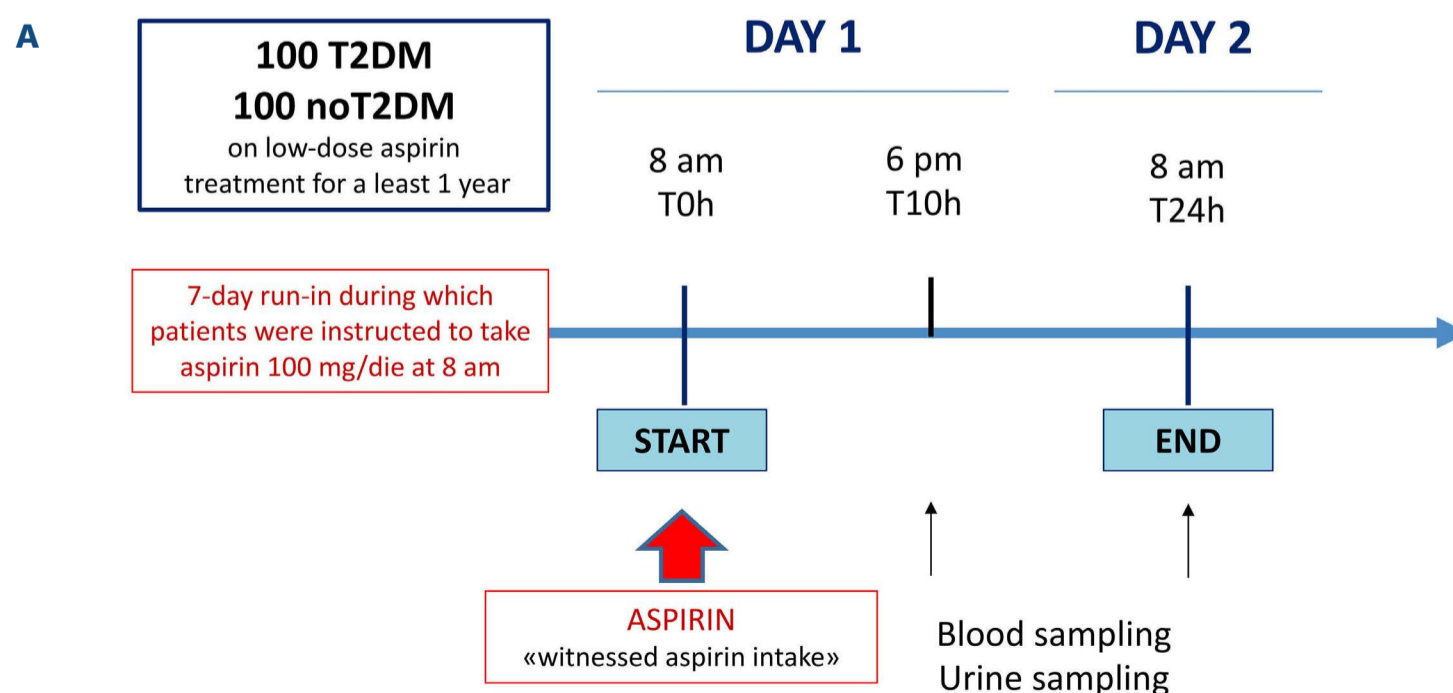 A
100 T2DM
100 noT2DM
on low-dose aspirin
treatment for a least 1 year
DAY 1
DAY 2
8 am
T0h
6 pm
T10h
8 am
T24h
7-day run-in during which
patients were instructed to take
aspirin 100 mg/die at 8 am
START
END
ASPIRIN
«witnessed aspirin intake»
Blood sampling
Urine sampling